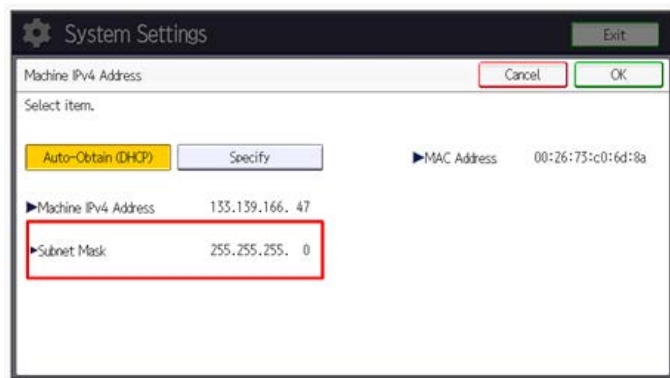 System Settings
Exit
Machine IPv4 Address
Cancel
OK
Select item.
Auto-Obtain (DHCP)
Specify
▶MAC Address 00:26:73:c0:6d:8a
▶Machine IPv4 Address 133.139.166. 47
▶Subnet Mask 255.255.255. 0